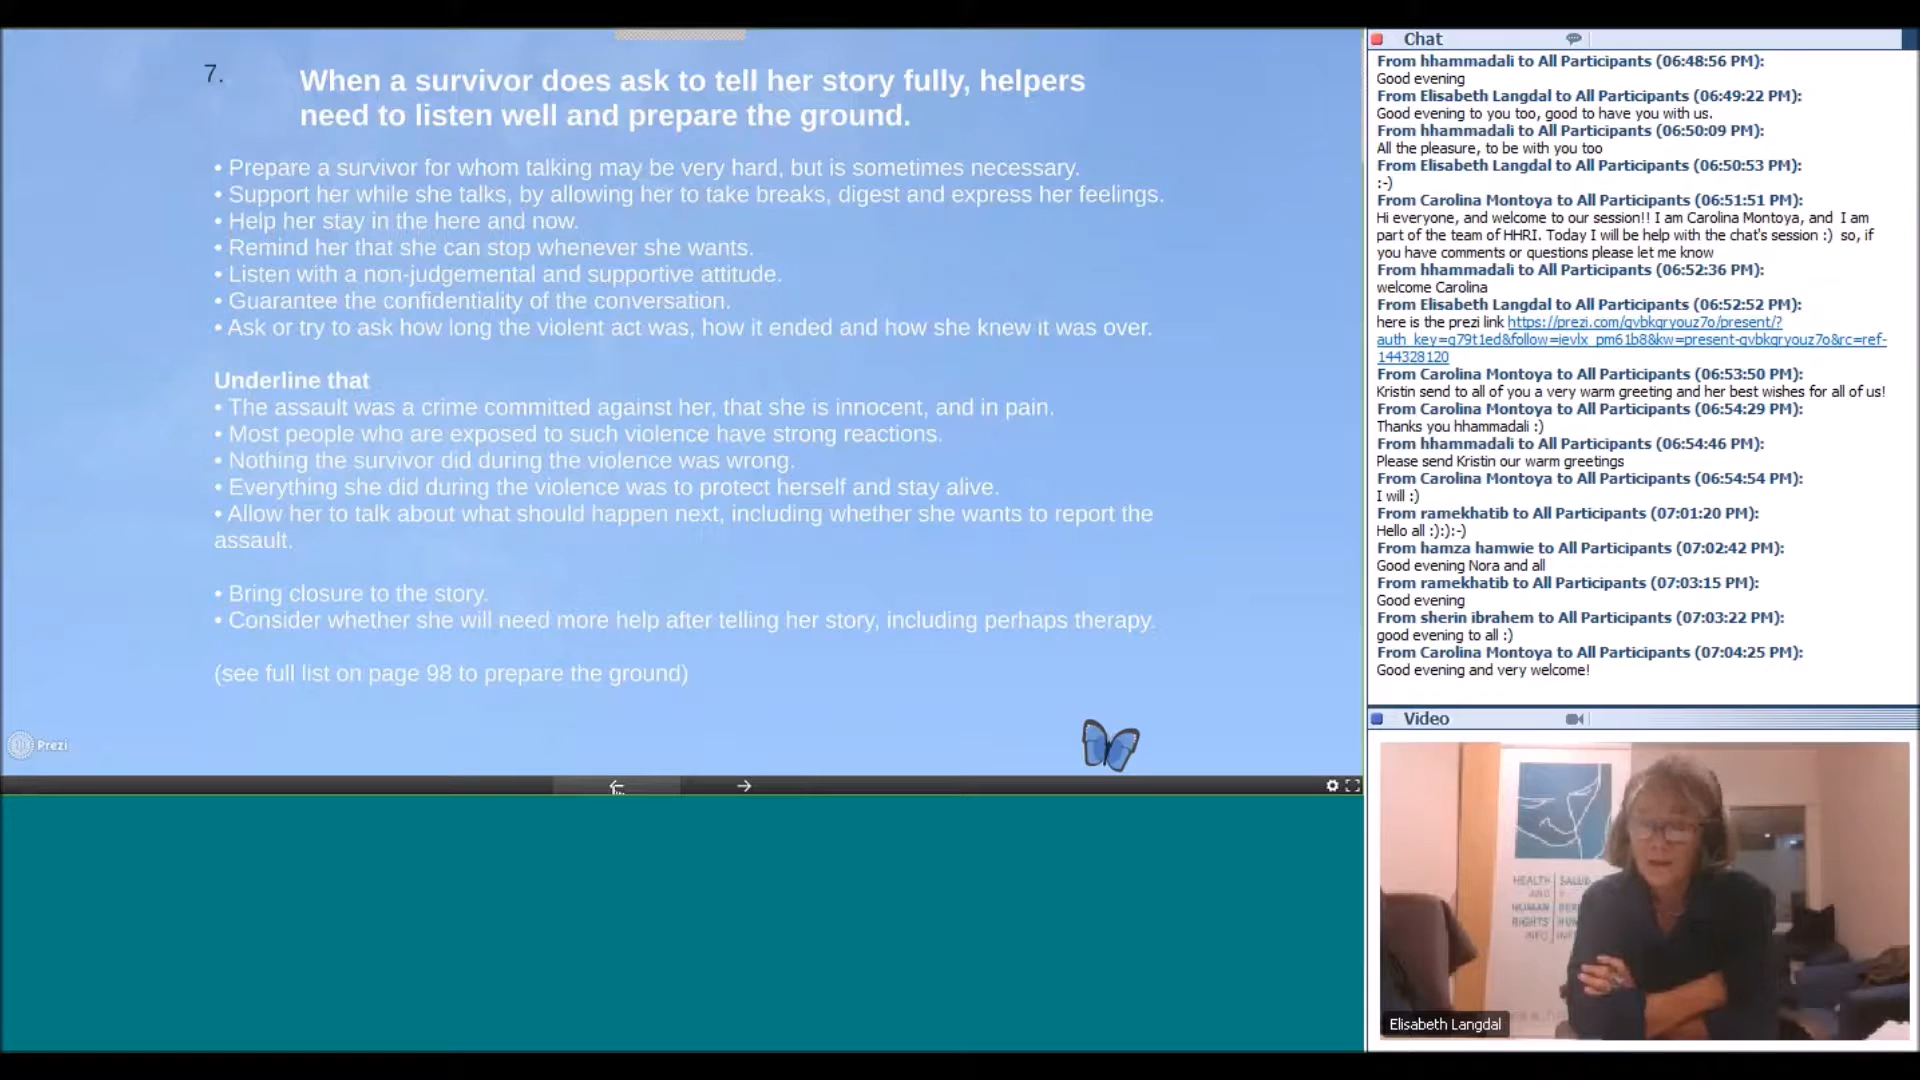 7.
When a survivor does ask to tell her story fully, helpers
need to listen well and prepare the ground.
• Prepare a survivor for whom talking may be very hard, but is sometimes necessary.
• Support her while she talks, by allowing her to take breaks, digest and express her feelings.
• Help her stay in the here and now.
• Remind her that she can stop whenever she wants.
• Listen with a non-judgemental and supportive attitude.
• Guarantee the confidentiality of the conversation.
• Ask or try to ask how long the violent act was, how it ended and how she knew it was over.
Underline that
• The assault was a crime committed against her, that she is innocent, and in pain.
• Most people who are exposed to such violence have strong reactions.
• Nothing the survivor did during the violence was wrong.
• Everything she did during the violence was to protect herself and stay alive.
• Allow her to talk about what should happen next, including whether she wants to report the
assault.
• Bring closure to the story.
• Consider whether she will need more help after telling her story, including perhaps therapy.
(see full list on page 98 to prepare the ground)
Prezi
Chat
From hhammadali to All Participants (06:48:56 PM):
Good evening
From Elisabeth Langdal to All Participants (06:49:22 PM):
Good evening to you too, good to have you with us.
From hhammadali to All Participants (06:50:09 PM):
All the pleasure, to be with you too
From Elisabeth Langdal to All Participants (06:50:53 PM):
:-)
From Carolina Montoya to All Participants (06:51:51 PM):
Hi everyone, and welcome to our session!! I am Carolina Montoya, and I am
part of the team of HHRI. Today I will be help with the chat's session :) so, if
you have comments or questions please let me know
From hhammadali to All Participants (06:52:36 PM):
welcome Carolina
From Elisabeth Langdal to All Participants (06:52:52 PM):
here is the prezi link https://prezi.com/gvbkgryouz7o/present/?
auth_key=q79t1ed&follow=ievlx_pm61b8&kw=present-gvbkgryouz7o&rc=ref-
144328120
From Carolina Montoya to All Participants (06:53:50 PM):
Kristin send to all of you a very warm greeting and her best wishes for all of us!
From Carolina Montoya to All Participants (06:54:29 PM):
Thanks you hhammadali :)
From hhammadali to All Participants (06:54:46 PM):
Please send Kristin our warm greetings
From Carolina Montoya to All Participants (06:54:54 PM):
I will :)
From ramekhatib to All Participants (07:01:20 PM):
Hello all :):):-)
From hamza hamwie to All Participants (07:02:42 PM):
Good evening Nora and all
From ramekhatib to All Participants (07:03:15 PM):
Good evening
From sherin ibrahem to All Participants (07:03:22 PM):
good evening to all :)
From Carolina Montoya to All Participants (07:04:25 PM):
Good evening and very welcome!
Video
HEALTH SALUD
AND Y
HUMAN
RIGHTS
INFO
Elisabeth Langdal